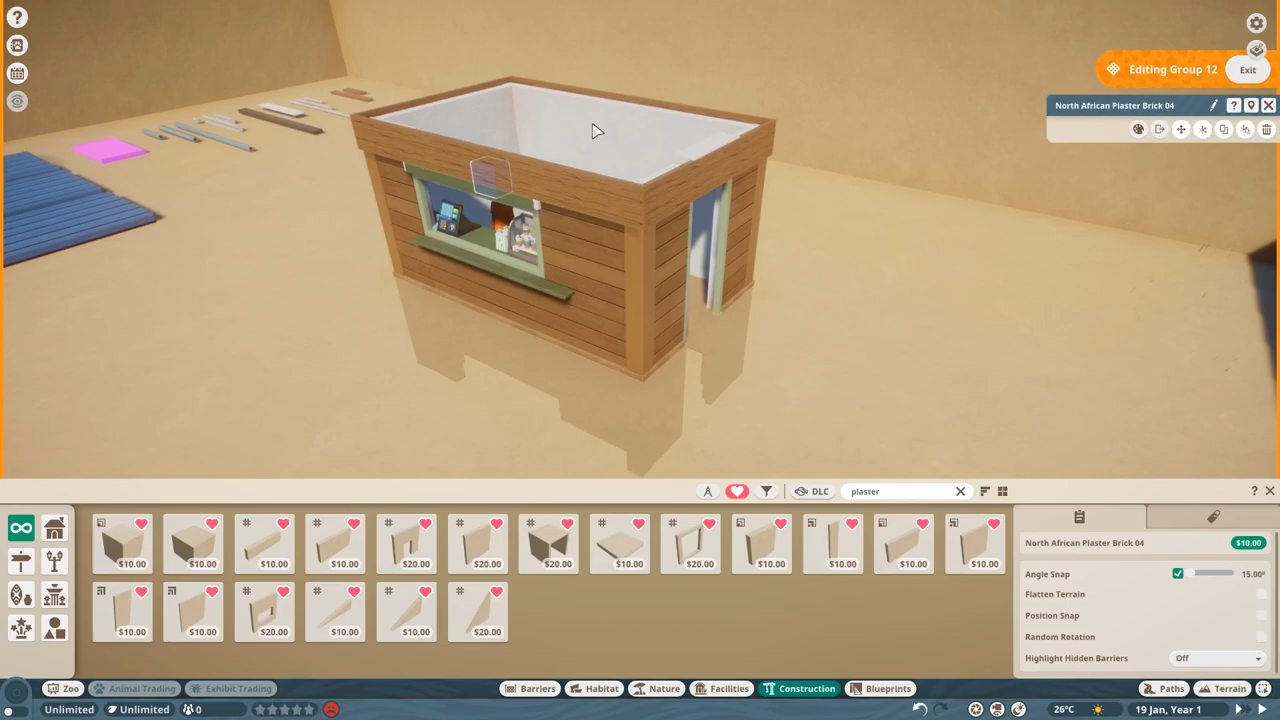 Editing Group 12
Exit
North African Plaster Brick 04
?
?
DLC
plaster
?
$10.00
$10.00
$10.00
$10.00
$20.00
$10.00
$20.00
$10.00
$20.00
$10.00
$10.00
$10.00
$10.00
$10.00
$10.00
$20.00
$10.00
$10.00
$20.00
North African Plaster Brick 04
$10.00
Angle Snap
15.00°
Flatten Terrain
Position Snap
Random Rotation
Highlight Hidden Barriers
Off
Zoo
Animal Trading
Exhibit Trading
Barriers
Habitat
Nature
Facilities
Construction
Blueprints
Paths
Terrain
Unlimited
Unlimited
0
26°C
19 Jan, Year 1